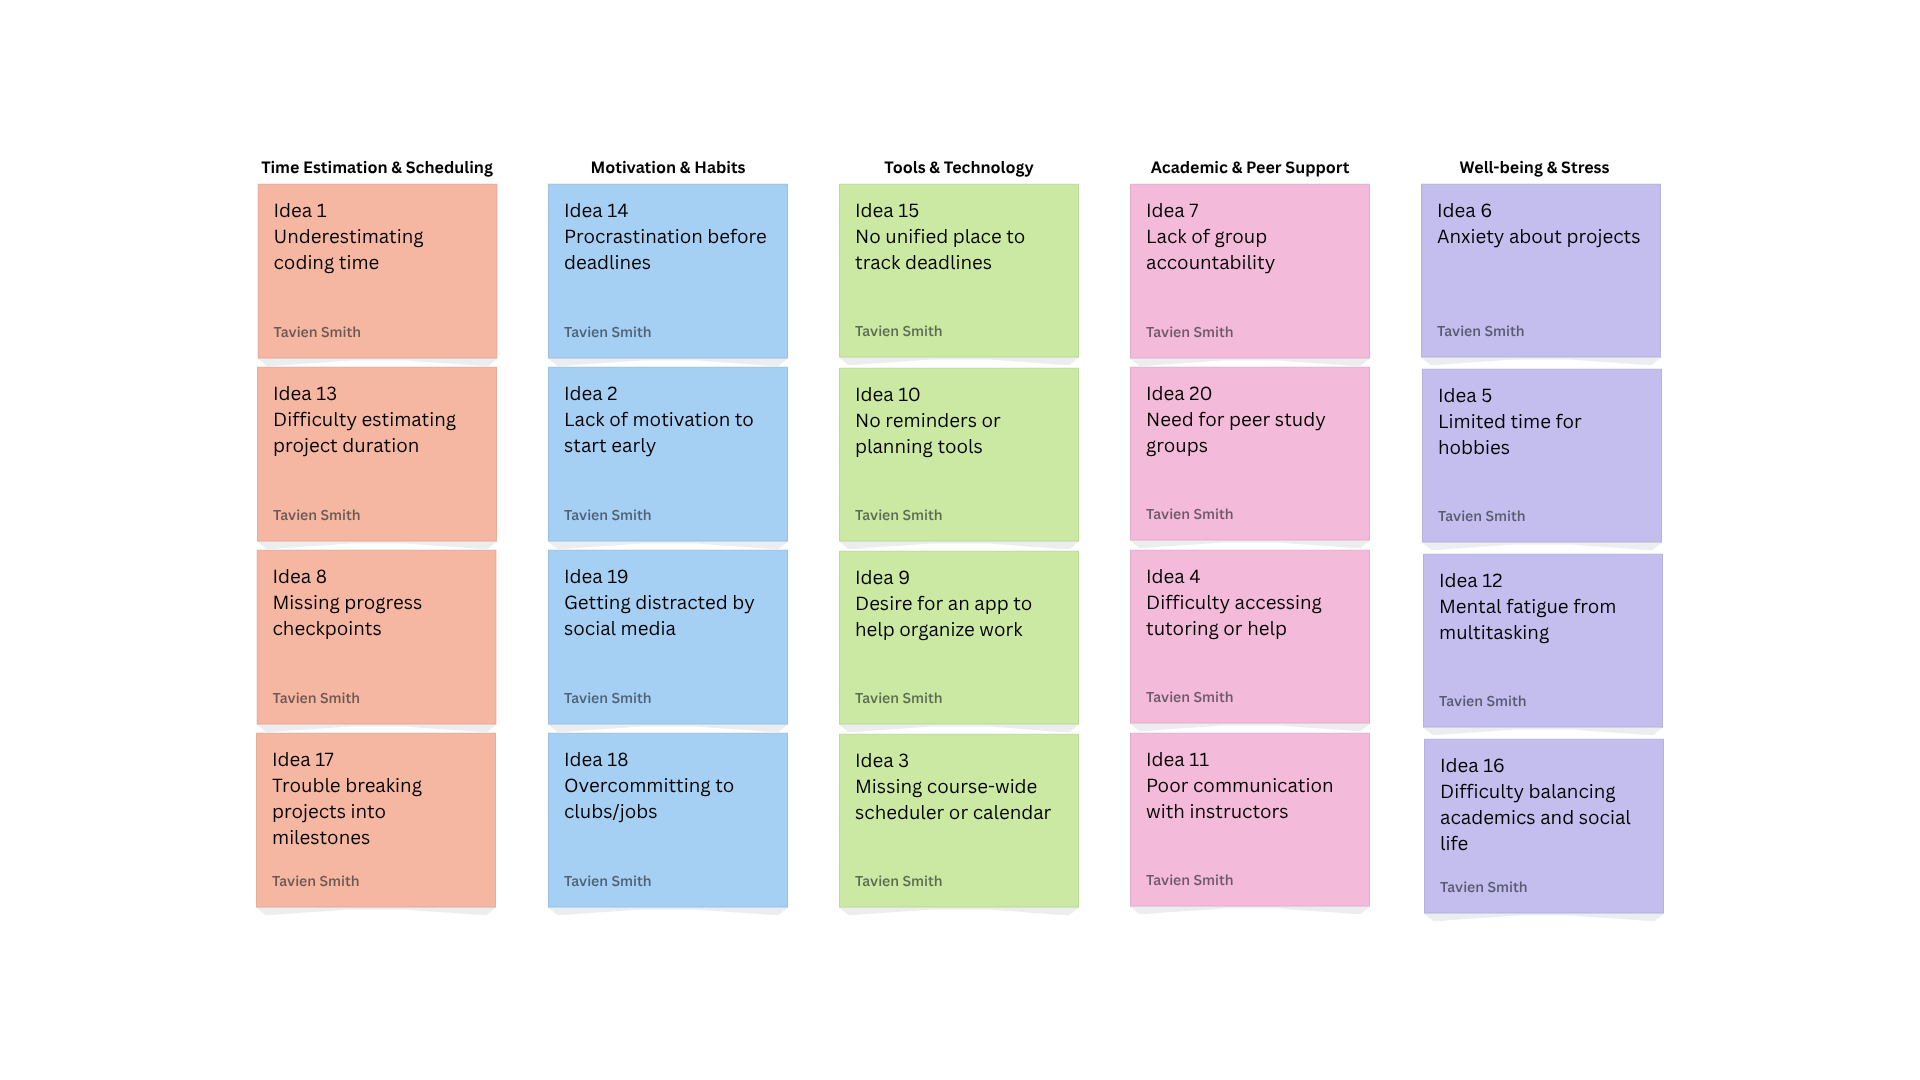 Time Estimation & Scheduling
Idea 1
Underestimating
coding time
Tavien Smith
Idea 13
Difficulty estimating
project duration
Tavien Smith
Idea 8
Missing progress
checkpoints
Tavien Smith
Idea 17
Trouble breaking
projects into
milestones
Tavien Smith
Motivation & Habits
Idea 14
Procrastination before
deadlines
Tavien Smith
Idea 2
Lack of motivation to
start early
Tavien Smith
Idea 19
Getting distracted by
social media
Tavien Smith
Idea 18
Overcommitting to
clubs/jobs
Tavien Smith
Tools & Technology
Idea 15
No unified place to
track deadlines
Tavien Smith
Idea 10
No reminders or
planning tools
Tavien Smith
Idea 9
Desire for an app to
help organize work
Tavien Smith
Idea 3
Missing course-wide
scheduler or calendar
Tavien Smith
Academic & Peer Support
Idea 7
Lack of group
accountability
Tavien Smith
Idea 20
Need for peer study
groups
Tavien Smith
Idea 4
Difficulty accessing
tutoring or help
Tavien Smith
Idea 11
Poor communication
with instructors
Tavien Smith
Well-being & Stress
Idea 6
Anxiety about projects
Tavien Smith
Idea 5
Limited time for
hobbies
Tavien Smith
Idea 12
Mental fatigue from
multitasking
Tavien Smith
Idea 16
Difficulty balancing
academics and social
life
Tavien Smith